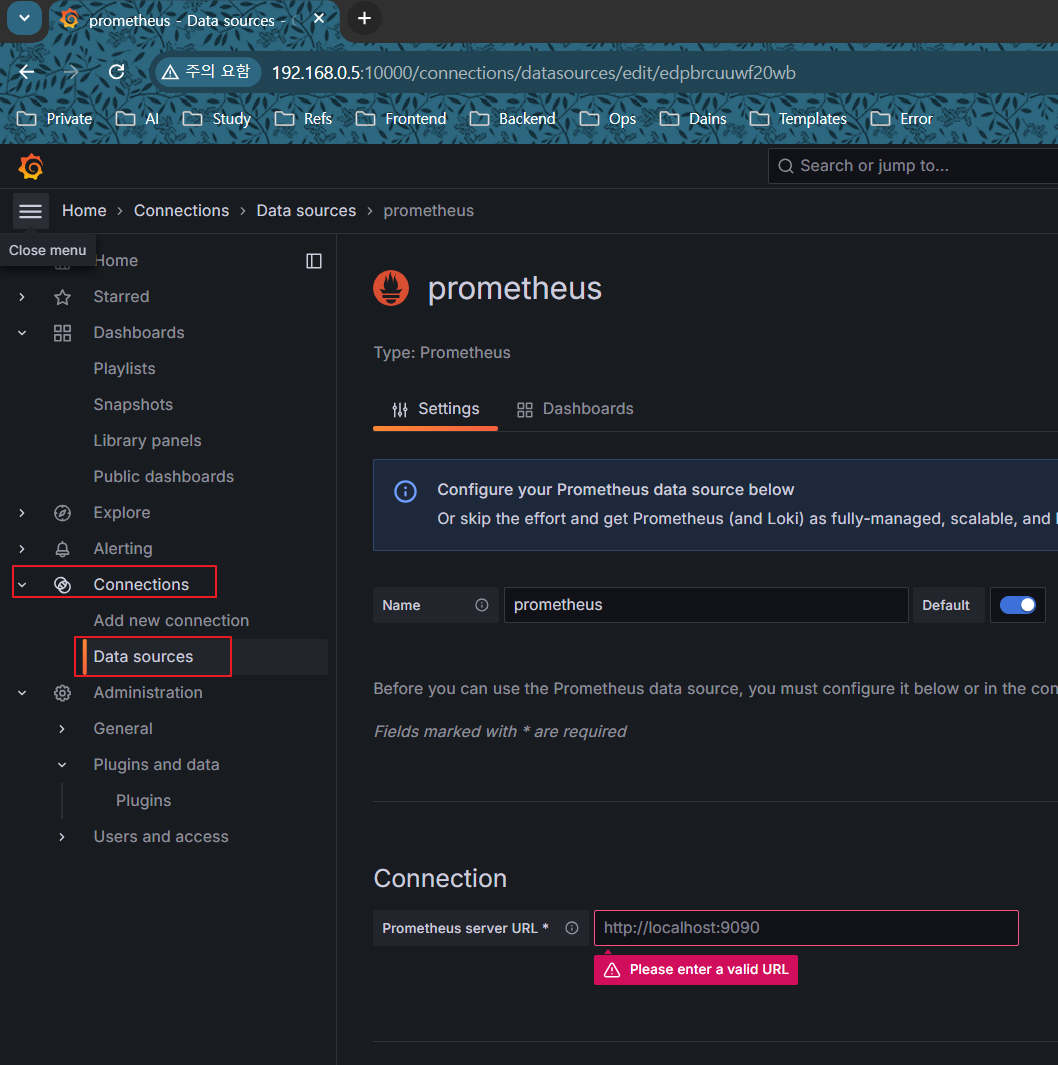 prometheus - Data sources -
주의 요함
192.168.0.5:10000/connections/datasources/edit/edpbrcuuwf20wb
Private
AI
Study
Refs
Frontend
Backend
Ops
Dains
Templates
Error
Search or jump to...
Home › Connections › Data sources › prometheus
Close menu
Home
Starred
Dashboards
Playlists
Snapshots
Library panels
Public dashboards
Explore
Alerting
Connections
Add new connection
Data sources
Administration
General
Plugins and data
Plugins
Users and access
prometheus
Type: Prometheus
Settings
Dashboards
Configure your Prometheus data source below
Or skip the effort and get Prometheus (and Loki) as fully-managed, scalable, and
Name
prometheus
Default
Before you can use the Prometheus data source, you must configure it below or in the con
Fields marked with * are required
Connection
Prometheus server URL *
http://localhost:9090
Please enter a valid URL